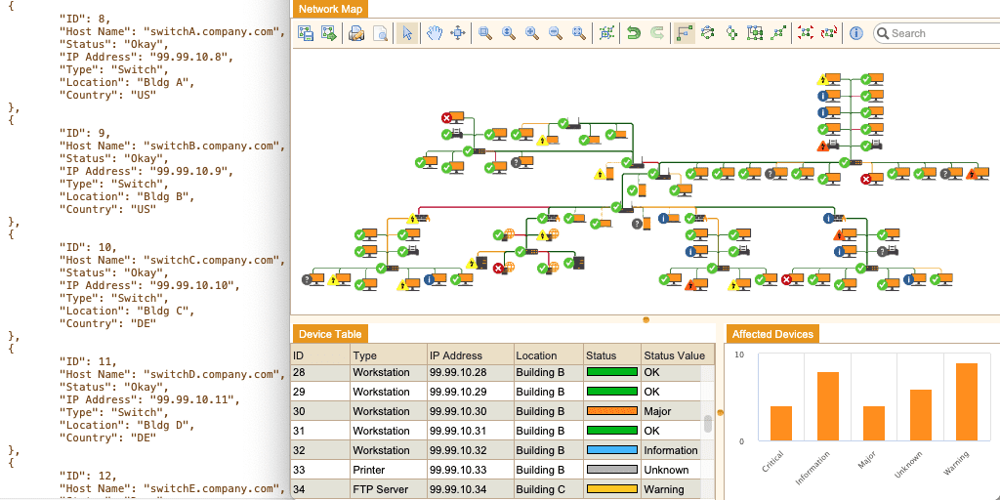 {
"ID": 8,
"Host Name": "switchA.company.com",
"Status": "Okay",
"IP Address": "99.99.10.8",
"Type": "Switch",
"Location": "Bldg A",
"Country": "US"
},
{
"ID": 9,
"Host Name": "switchB.company.com",
"Status": "Okay",
"IP Address": "99.99.10.9",
"Type": "Switch",
"Location": "Bldg B",
"Country": "US"
},
{
"ID": 10,
"Host Name": "switchC.company.com",
"Status": "Okay",
"IP Address": "99.99.10.10",
"Type": "Switch",
"Location": "Bldg C",
"Country": "DE"
},
{
"ID": 11,
"Host Name": "switchD.company.com",
"Status": "Okay",
"IP Address": "99.99.10.11",
"Type": "Switch",
"Location": "Bldg D",
"Country": "DE"
},
{
"ID": 12,
"Host Name": "switchE.company.com",
Network Map
Search
Device Table
ID Type IP Address Location Status Status Value
28 Workstation 99.99.10.28 Building B OK
29 Workstation 99.99.10.29 Building B OK
30 Workstation 99.99.10.30 Building B Major
31 Workstation 99.99.10.31 Building B OK
32 Workstation 99.99.10.32 Building B Information
33 Printer 99.99.10.33 Building B Unknown
34 FTP Server 99.99.10.34 Building C Warning
Affected Devices
10
0
Critical
Information
Major
Unknown
Warning